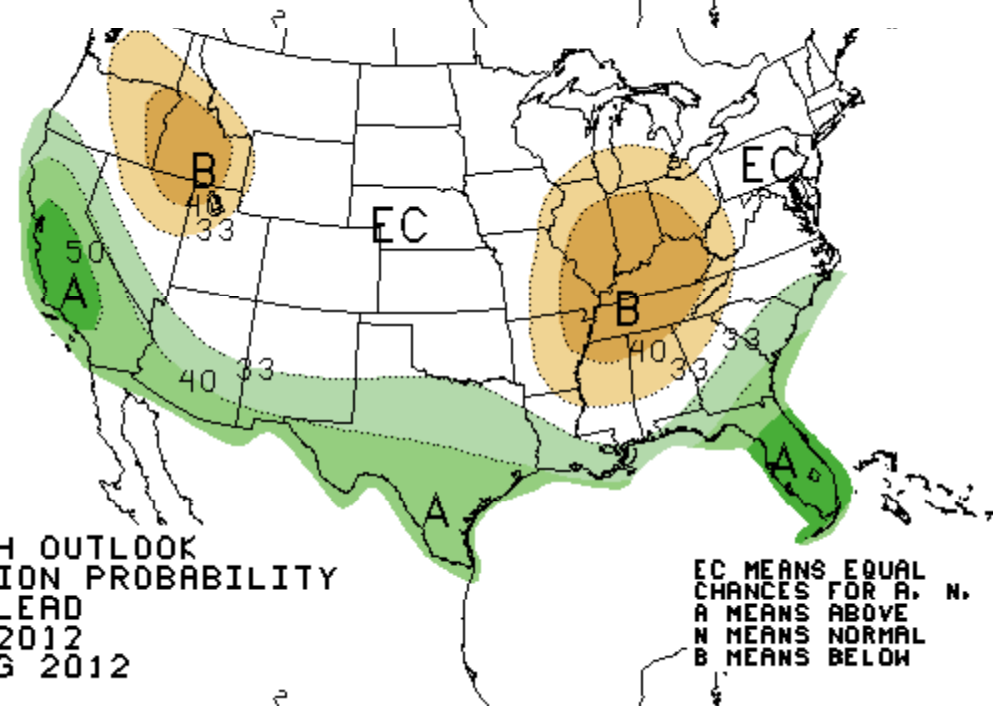 B
EC
40
33
EC
50
A
B
40
33
33
40
33
A
A
H OUTLOOK
ION PROBABILITY
LEAD
2012
G 2012
EC MEANS EQUAL
CHANCES FOR A, N,
A MEANS ABOVE
N MEANS NORMAL
B MEANS BELOW